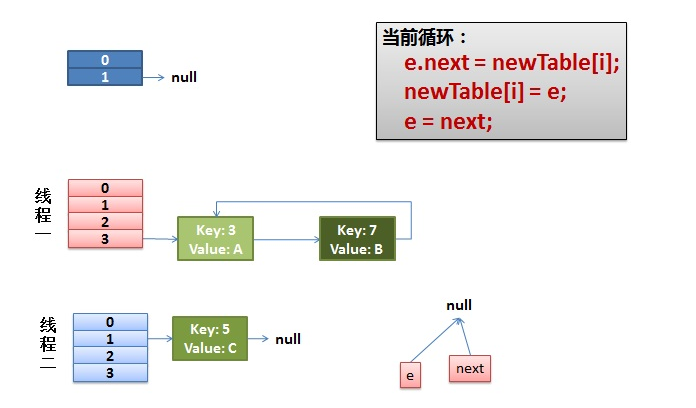 当前循环：
e.next = newTable[i];
newTable[i] = e;
e = next;
0
1
null
线程一
0
1
2
3
Key: 3
Value: A
Key: 7
Value: B
线程二
0
1
2
3
Key: 5
Value: C
null
null
e
next